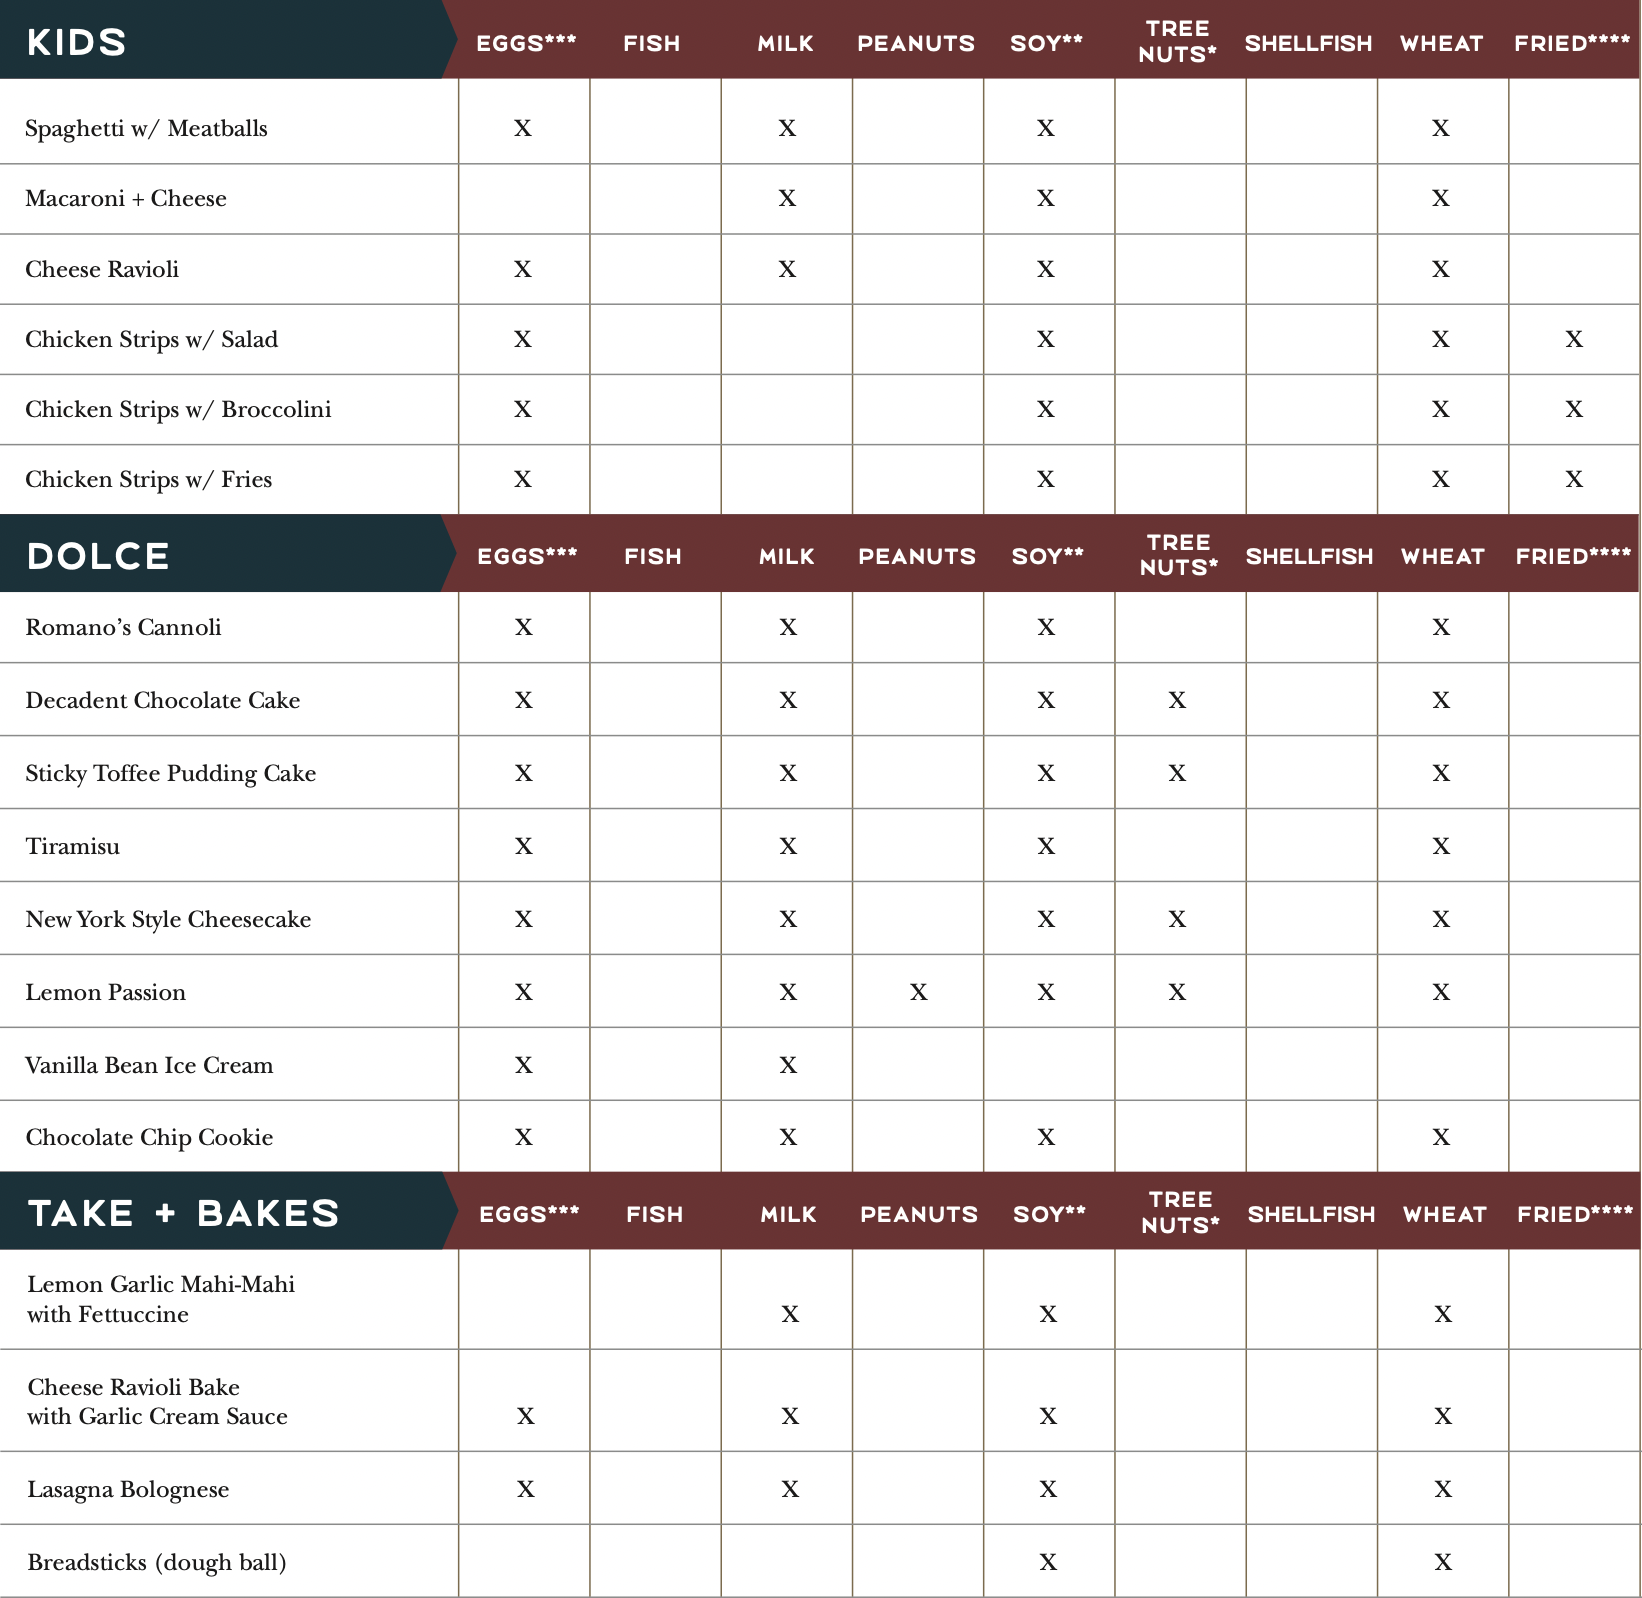 KIDS EGGS*** FISH MILK PEANUTS SOY** TREE NUTS* SHELLFISH WHEAT FRIED****
Spaghetti w/ Meatballs X X X X
Macaroni + Cheese X X X
Cheese Ravioli X X X X
Chicken Strips w/ Salad X X X X
Chicken Strips w/ Broccolini X X X X
Chicken Strips w/ Fries X X X X
DOLCE EGGS*** FISH MILK PEANUTS SOY** TREE NUTS* SHELLFISH WHEAT FRIED****
Romano’s Cannoli X X X X
Decadent Chocolate Cake X X X X X
Sticky Toffee Pudding Cake X X X X X
Tiramisu X X X X
New York Style Cheesecake X X X X X
Lemon Passion X X X X X X
Vanilla Bean Ice Cream X X
Chocolate Chip Cookie X X X X
TAKE + BAKES EGGS*** FISH MILK PEANUTS SOY** TREE NUTS* SHELLFISH WHEAT FRIED****
Lemon Garlic Mahi-Mahi
with Fettuccine X X X
Cheese Ravioli Bake
with Garlic Cream Sauce X X X X
Lasagna Bolognese X X X X
Breadsticks (dough ball) X X